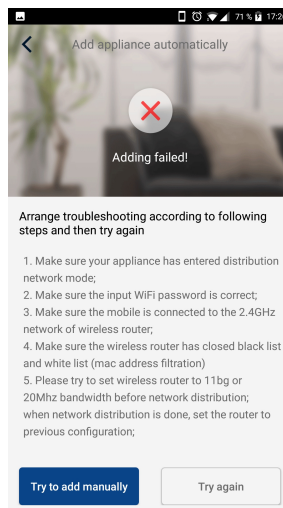 71 % 17:20
Add appliance automatically
Adding failed!
Arrange troubleshooting according to following
steps and then try again
1. Make sure your appliance has entered distribution
network mode;
2. Make sure the input WiFi password is correct;
3. Make sure the mobile is connected to the 2.4GHz
network of wireless router;
4. Make sure the wireless router has closed black list
and white list (mac address filtration)
5. Please try to set wireless router to 11bg or
20Mhz bandwidth before network distribution;
when network distribution is done, set the router to
previous configuration;
Try to add manually Try again